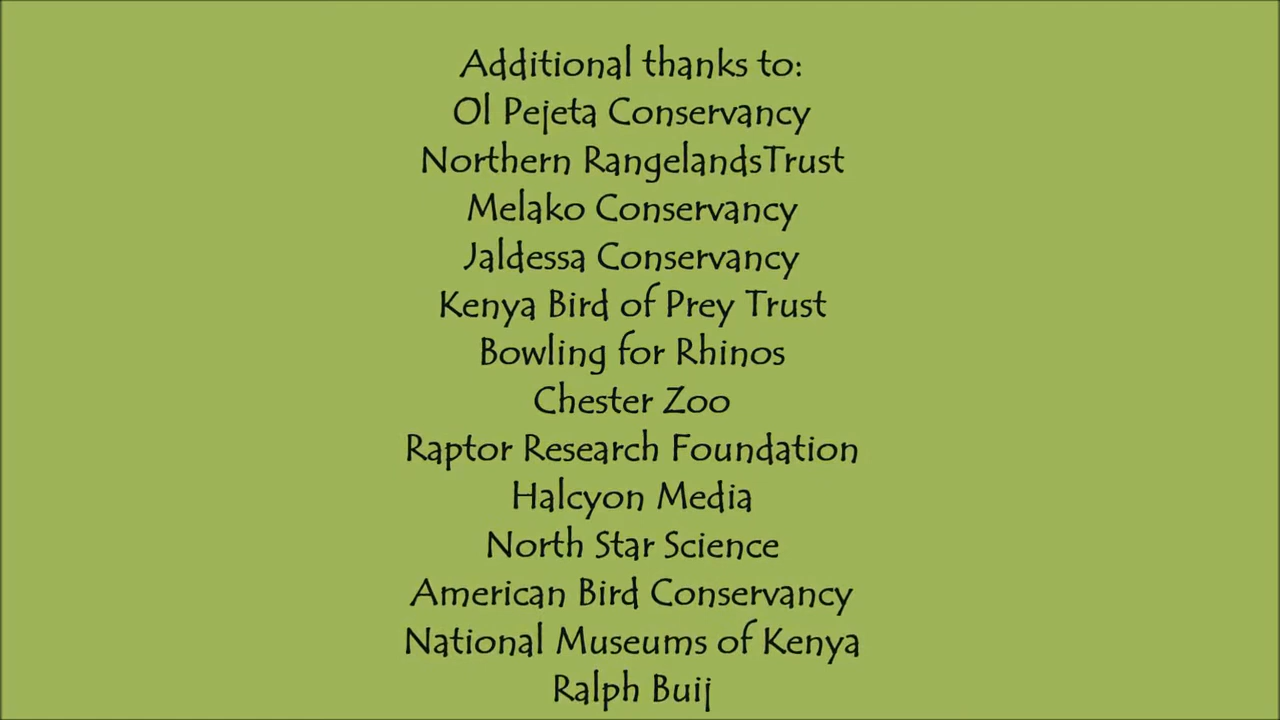 Additional thanks to:
Ol Pejeta Conservancy
Northern RangelandsTrust
Melako Conservancy
Jaldessa Conservancy
Kenya Bird of Prey Trust
Bowling for Rhinos
Chester Zoo
Raptor Research Foundation
Halcyon Media
North Star Science
American Bird Conservancy
National Museums of Kenya
Ralph Buij